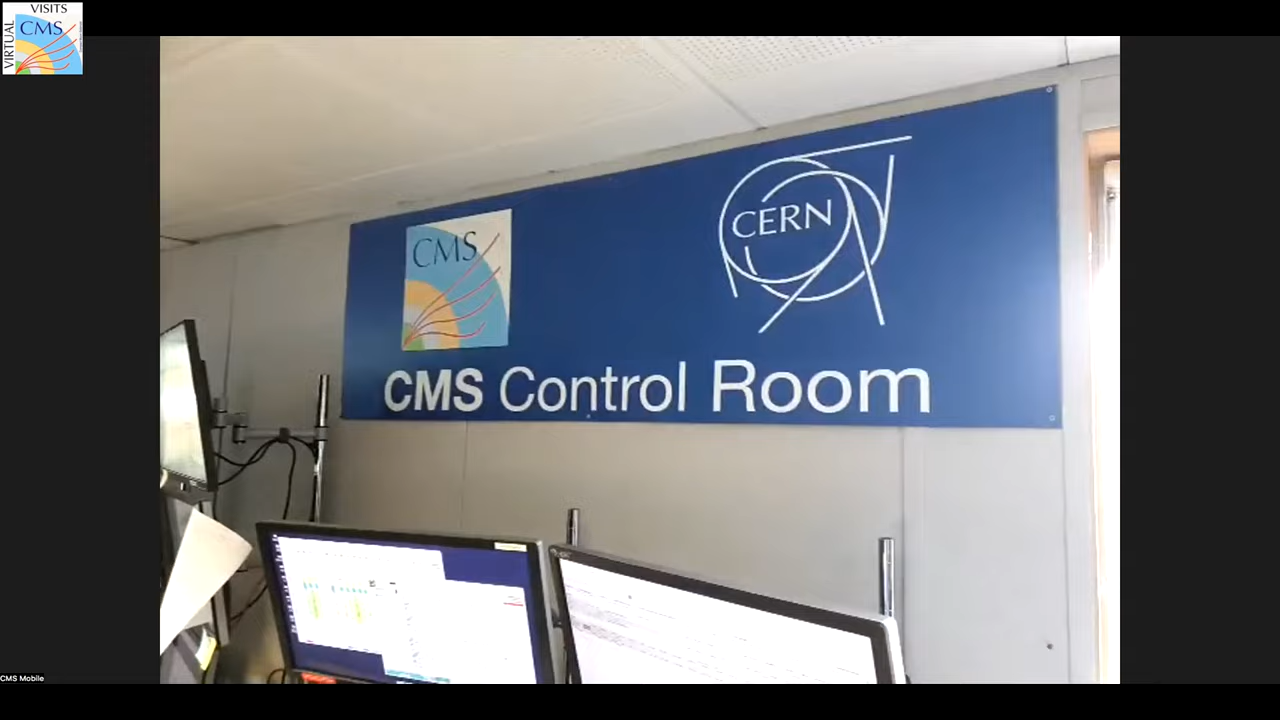 VISITS
VIRTUAL
CMS
CMS
CERN
CMS Control Room
CMS Mobile